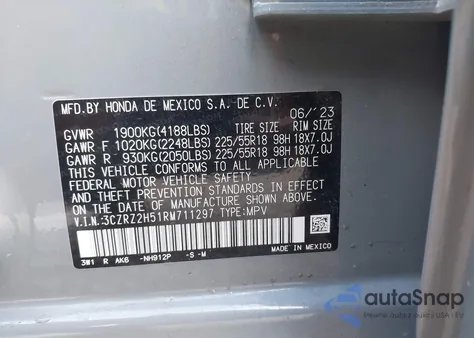 MFD.BY HONDA DE MEXICO S.A. DE C.V.
06/'23
GVWR 1900KG(4188LBS) TIRE SIZE RIM SIZE
GAWR F 1020KG(2248LBS) 225/55R18 98H 18X7.0J
GAWR R 930KG(2050LBS) 225/55R18 98H 18X7.0J
THIS VEHICLE CONFORMS TO ALL APPLICABLE
FEDERAL MOTOR VEHICLE SAFETY
AND THEFT PREVENTION STANDARDS IN EFFECT
ON THE DATE OF MANUFACTURE SHOWN ABOVE.
V.I.N.:3CZRZ2H51RM711297 TYPE:MPV
3W1 R AK6 -NH912P -S -M MADE IN MEXICO
autaSnap